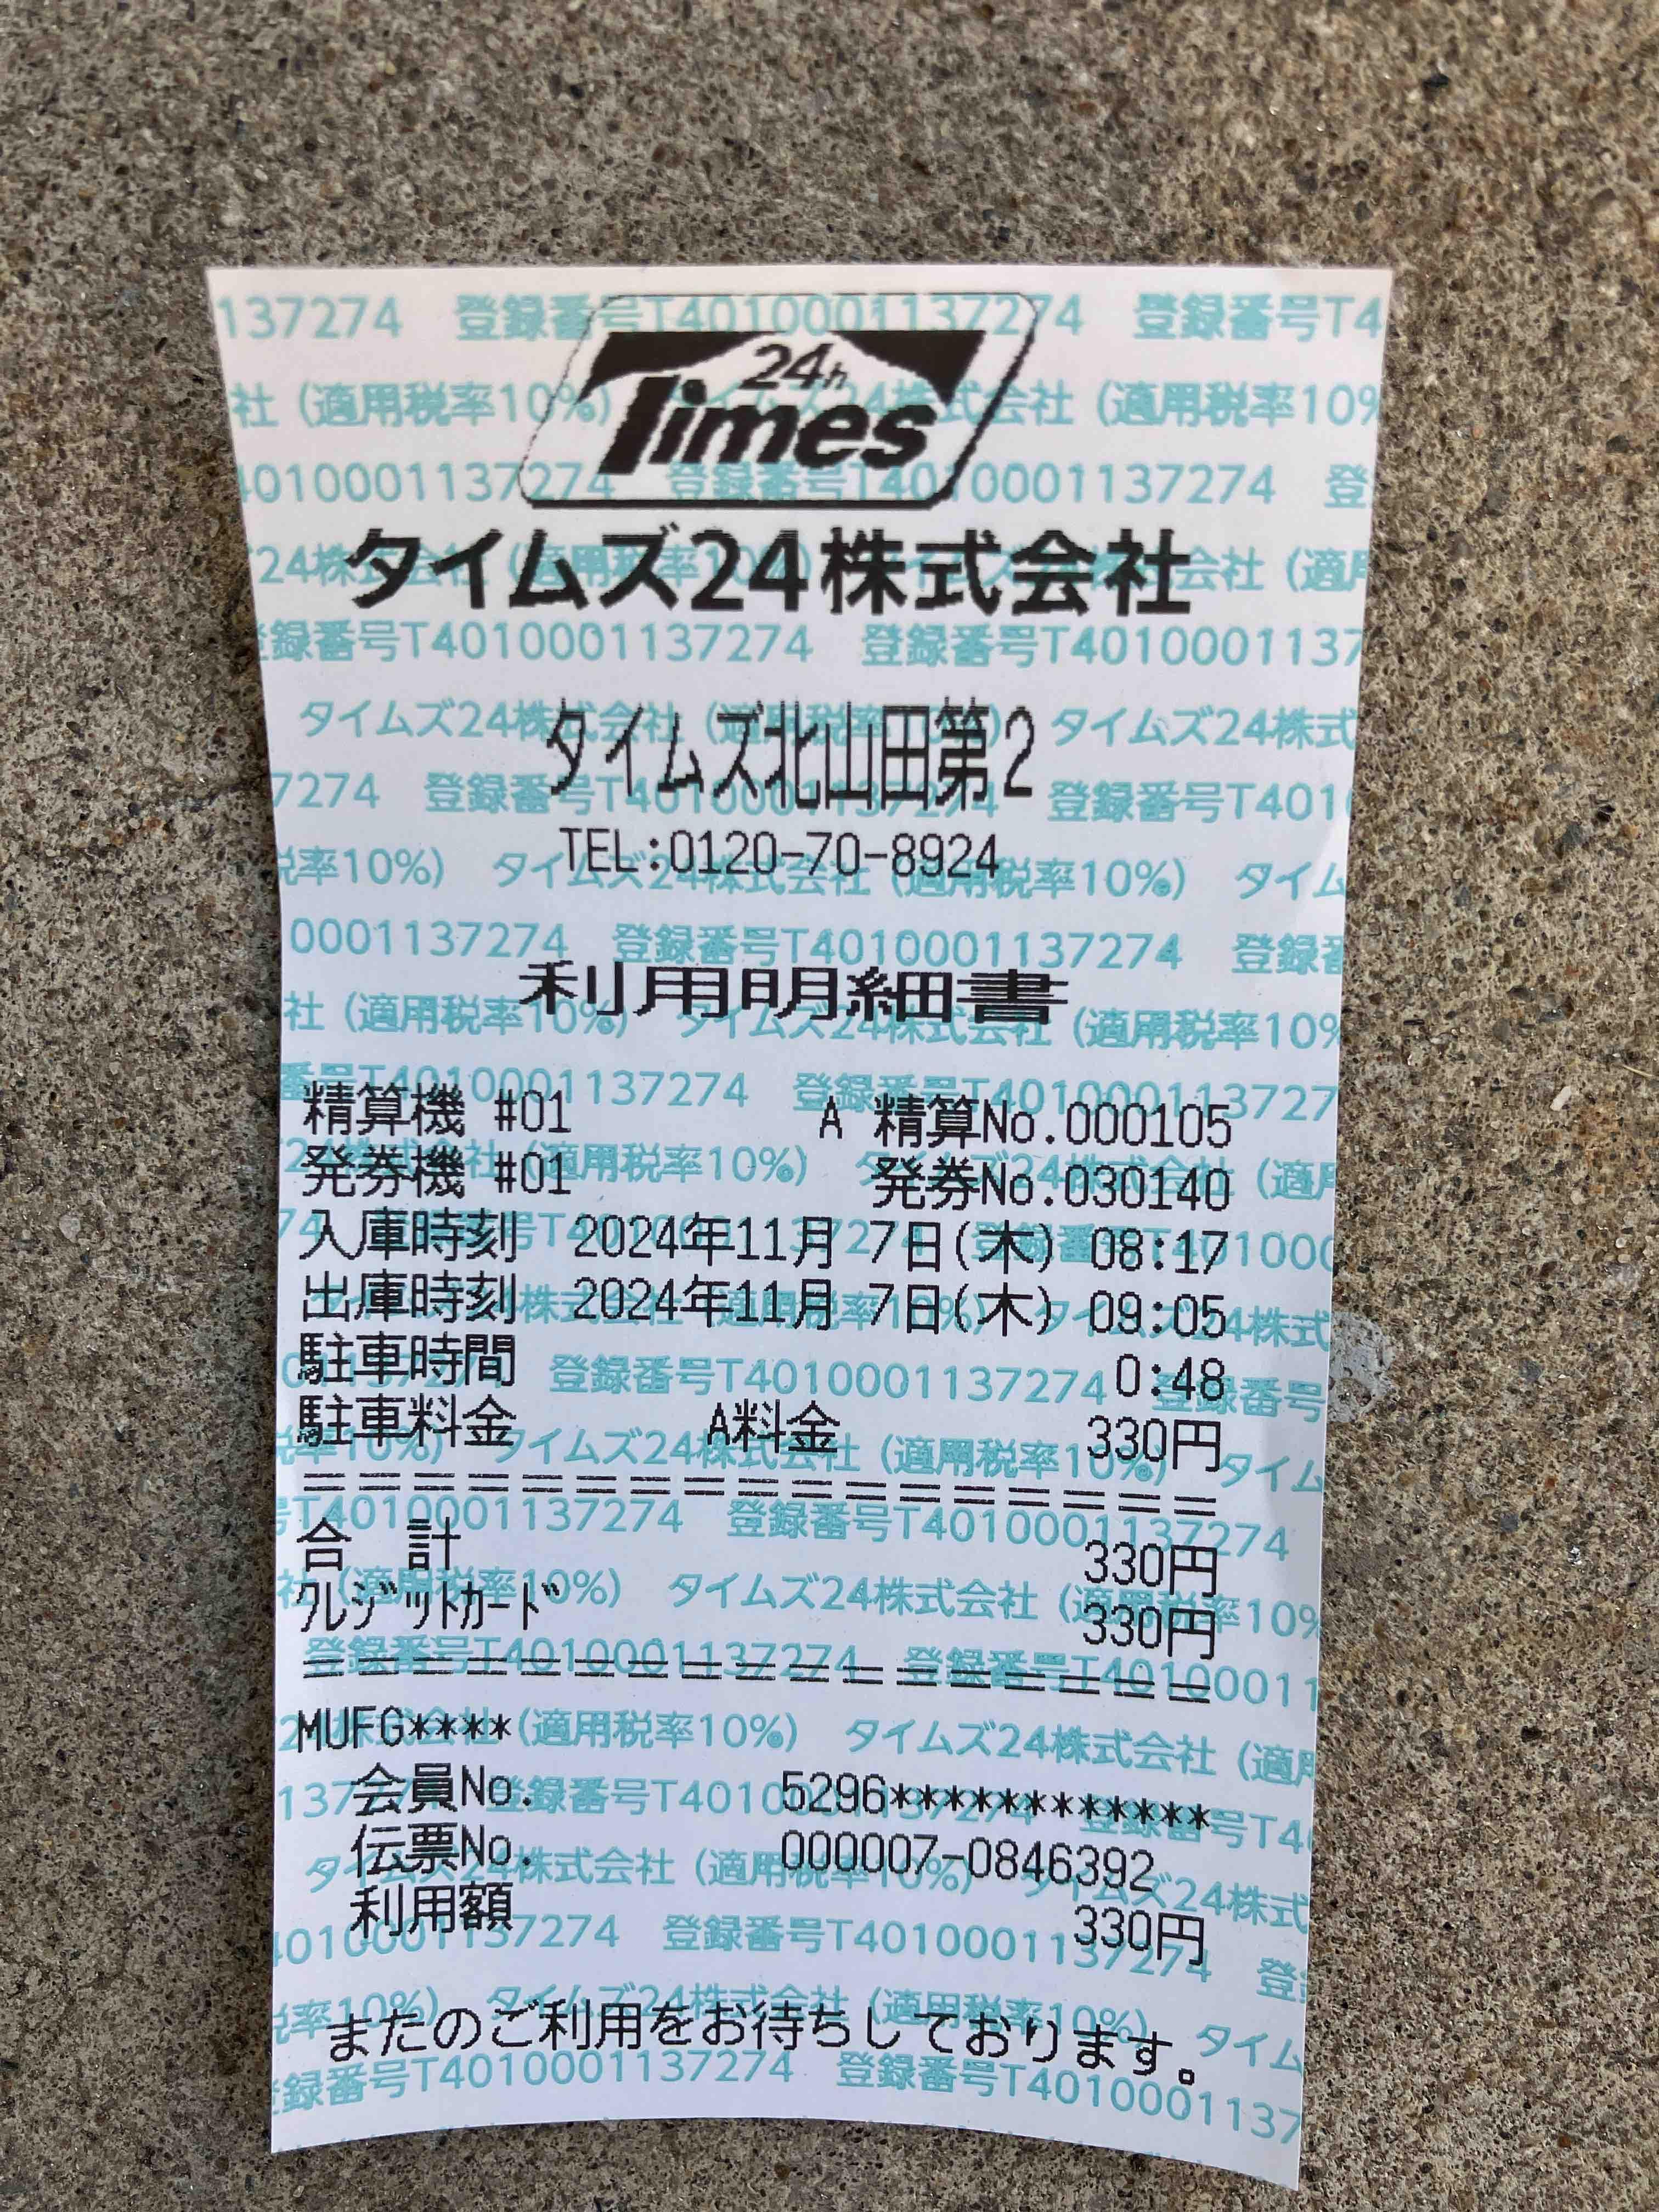 24h
Times
タイムズ24株式会社
タイムズ北山田第2
TEL:0120-70-8924
利用明細書
精算機 #01 A 精算No.000105
発券機 #01 発券No.030140
入庫時刻 2024年11月 7日(木) 08:17
出庫時刻 2024年11月 7日(木) 09:05
駐車時間 0:48
駐車料金 A料金 330円
合 計 330円
ｸﾚｼﾞｯﾄｶｰﾄﾞ 330円
MUFG****
会員No. 5296************
伝票No. 000007-0846392
利用額 330円
またのご利用をお待ちしております。
登録番号T4010001137274
タイムズ24株式会社(適用税率10%)